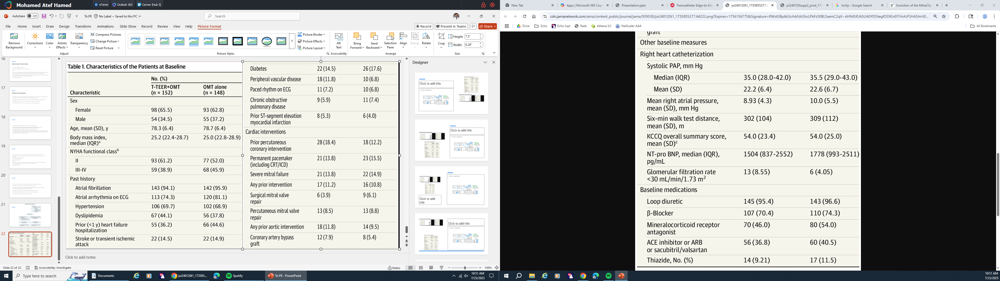 Mohamed Atef Hamed
eTenet
Outlook 365
Cerner (Hub 5)
AutoSave
Off
Tri.FR
No Label • Saved to this PC
Search
File
Home
Insert
Draw
Design
Transitions
Animations
Slide Show
Record
Review
View
Help
Picture Format
Record
Present in Teams
Share
Remove Background
Corrections
Color
Artistic Effects
Transparency
Compress Pictures
Change Picture
Reset Picture
Adjust
Picture Styles
Picture Border
Picture Effects
Picture Layout
Alt Text
Accessibility
Bring Forward
Send Backward
Selection Pane
Align
Group
Rotate
Arrange
Crop
Height: 7.5"
Width: 6.28"
Size
16
Secondary Outcomes
17
Statistical Analysis
18
19
20
21
22
Table 1. Characteristics of the Patients at Baseline
No. (%)
Characteristic
T-TEER+OMT (n = 152)
OMT alone (n = 148)
Sex
Female 98 (65.5) 93 (62.8)
Male 54 (34.5) 55 (37.2)
Age, mean (SD), y 78.3 (6.4) 78.7 (6.4)
Body mass index, median (IQR)a 25.2 (22.4-28.7) 25.0 (22.8-28.9)
NYHA functional classb
II 93 (61.2) 77 (52.0)
III-IV 59 (38.9) 68 (45.9)
Past history
Atrial fibrillation 143 (94.1) 142 (95.9)
Atrial arrhythmia on ECG 113 (74.3) 120 (81.1)
Hypertension 106 (69.7) 102 (68.9)
Dyslipidemia 67 (44.1) 56 (37.8)
Prior (<1 y) heart failure hospitalization 55 (36.2) 66 (44.6)
Stroke or transient ischemic attack 22 (14.5) 22 (14.9)
Diabetes 22 (14.5) 26 (17.6)
Peripheral vascular disease 18 (11.8) 10 (6.8)
Paced rhythm on ECG 11 (7.2) 10 (6.8)
Chronic obstructive pulmonary disease 9 (5.9) 11 (7.4)
Prior ST-segment elevation myocardial infarction 8 (5.3) 6 (4.0)
Cardiac interventions
Prior percutaneous coronary intervention 28 (18.4) 18 (12.2)
Permanent pacemaker (including CRT/ICD) 21 (13.8) 23 (15.5)
Severe mitral failure 21 (13.8) 22 (14.9)
Any prior intervention 17 (11.2) 16 (10.8)
Surgical mitral valve repair 6 (3.9) 9 (6.1)
Percutaneous mitral valve repair 13 (8.5) 13 (8.8)
Any prior aortic intervention 18 (11.8) 14 (9.5)
Coronary artery bypass graft 12 (7.9) 8 (5.4)
Click to add notes
Designer
Click to add title
Click to add text
Click to add title
Click to add text
Click to add title
Click to add text
Click to add title
Click to add text
Slide 22 of 22
Accessibility: Investigate
Notes
100%
Type here to search
Documents
joi240120t1_173585...
Spotify
Tri.FR - PowerPoint
10:51 AM
7/23/2025
New Tab
Apps | Microsoft 365 Cop
Presentation.pptx
Transcatheter Edge-to-Ed
joi240120t1_1735855277.6
joi240120supp2_prod_173
triclip - Google Search
Evolution of the MitraClip
Drive
Echo
Echo Inpt
Rads
Athena S/I
NetScaler AAA
All Bookmarks
graft
Other baseline measures
Right heart catheterization
Systolic PAP, mm Hg
Median (IQR) 35.0 (28.0-42.0) 35.5 (29.0-43.0)
Mean (SD) 22.2 (6.4) 22.6 (6.7)
Mean right atrial pressure, mean (SD), mm Hg 8.93 (4.3) 10.0 (5.5)
Six-min walk test distance, mean (SD), m 302 (104) 309 (112)
KCCQ overall summary score, mean (SD)c 54.0 (23.4) 54.0 (25.0)
NT-pro BNP, median (IQR), pg/mL 1504 (837-2552) 1778 (993-2511)
Glomerular filtration rate <30 mL/min/1.73 m² 13 (8.55) 6 (4.05)
Baseline medications
Loop diuretic 145 (95.4) 143 (96.6)
β-Blocker 107 (70.4) 110 (74.3)
Mineralocorticoid receptor antagonist 70 (46.0) 80 (54.0)
ACE inhibitor or ARB or sacubitril/valsartan 56 (36.8) 60 (40.5)
Thiazide, No. (%) 14 (9.21) 17 (11.5)
10:51 AM
7/23/2025